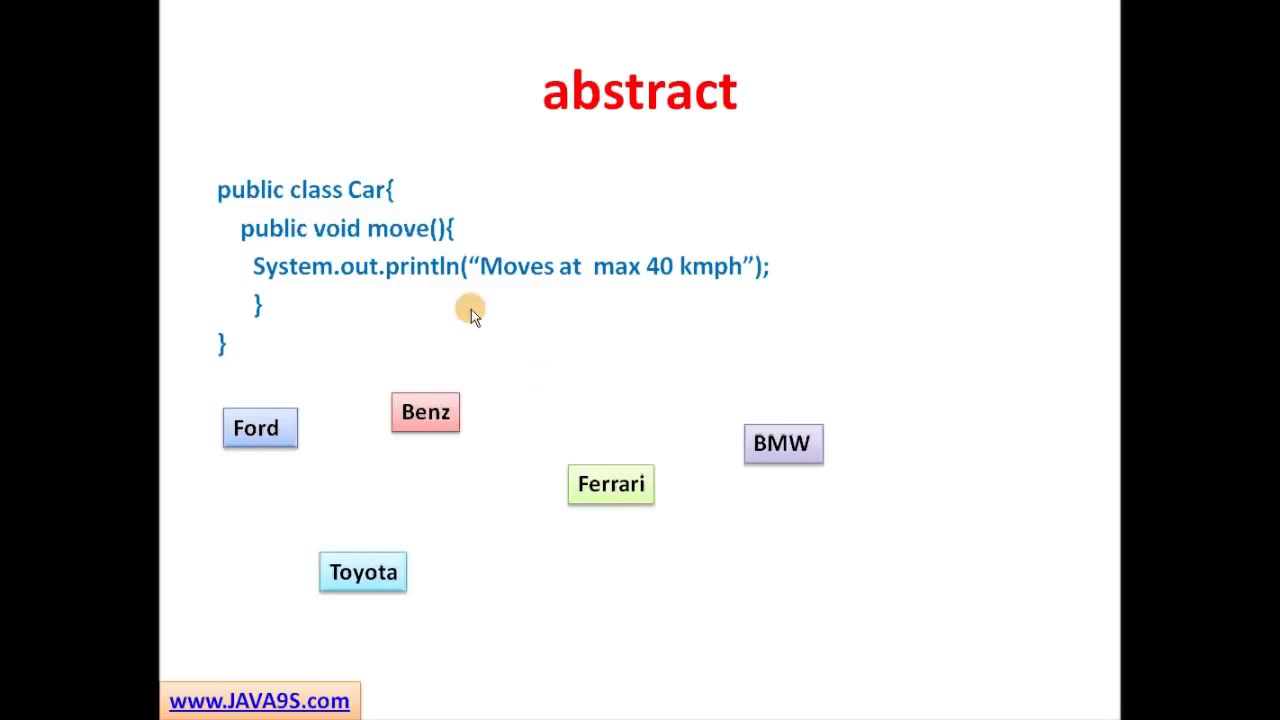 abstract
public class Car{
public void move(){
System.out.println(“Moves at  max 40 kmph”);
}
}
Ford
Benz
BMW
Ferrari
Toyota
www.JAVA9S.com